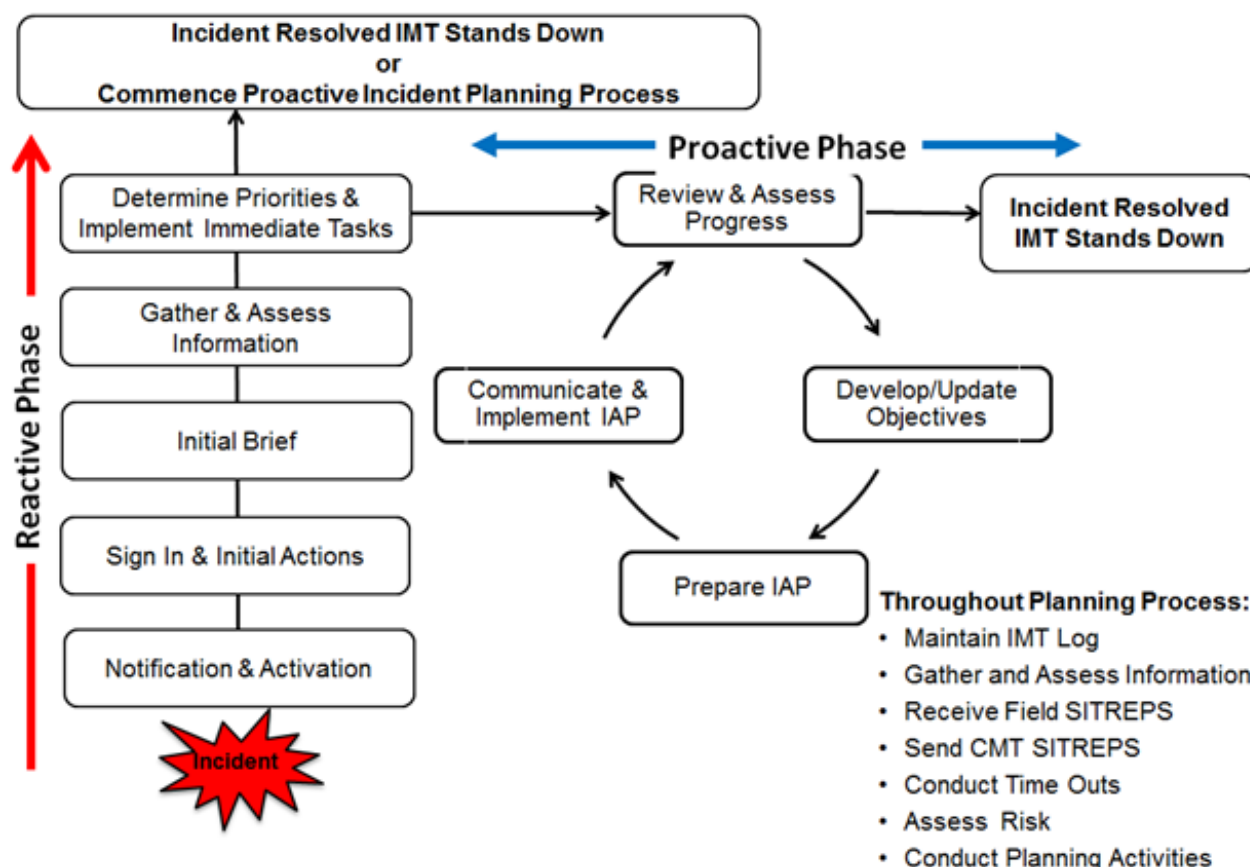 Incident Resolved IMT Stands Down
or
Commence Proactive Incident Planning Process
Reactive Phase
Proactive Phase
Determine Priorities &
Implement Immediate Tasks
Review & Assess
Progress
Incident Resolved
IMT Stands Down
Gather & Assess
Information
Communicate &
Implement IAP
Develop/Update
Objectives
Initial Brief
Sign In & Initial Actions
Prepare IAP
Notification & Activation
Incident
Throughout Planning Process:
• Maintain IMT Log
• Gather and Assess Information
• Receive Field SITREPS
• Send CMT SITREPS
• Conduct Time Outs
• Assess Risk
• Conduct Planning Activities